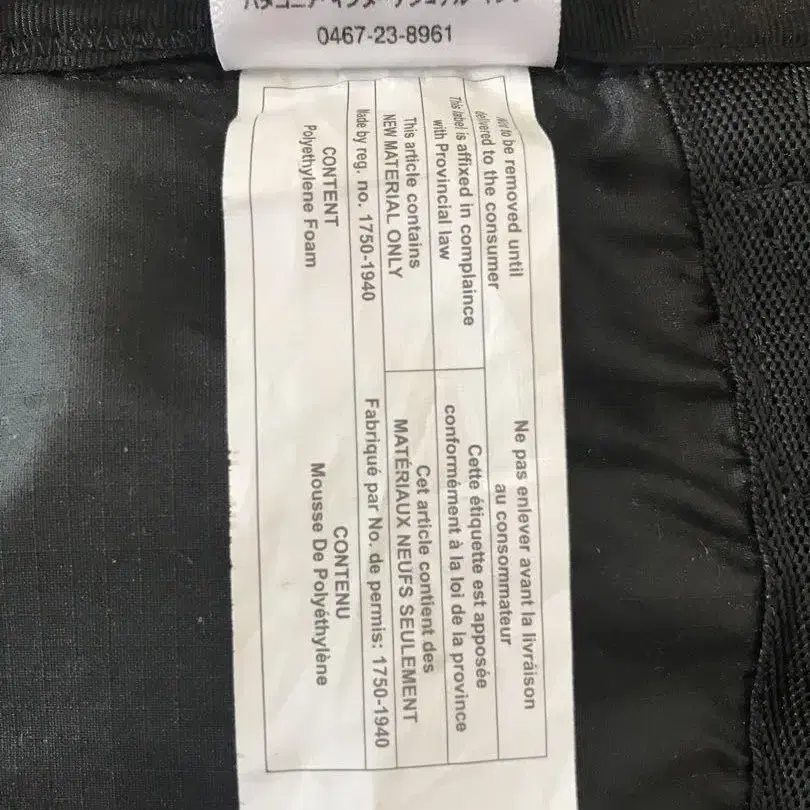 0467-23-8961
Not to be removed until
delivered to the consumer
This label is affixed in complaince
with Provincial law
This article contains
NEW MATERIAL ONLY
Made by reg. no. 1750-1940
CONTENT
Polyethylene Foam
Ne pas enlever avant la livráison
au consommateur
Cette étiquette est apposée
conformément à la loi de la province
Cet article contient des
MATÉRIAUX NEUFS SEULEMENT
Fabriqué par No. de permis: 1750-1940
CONTENU
Mousse De Polyéthylène